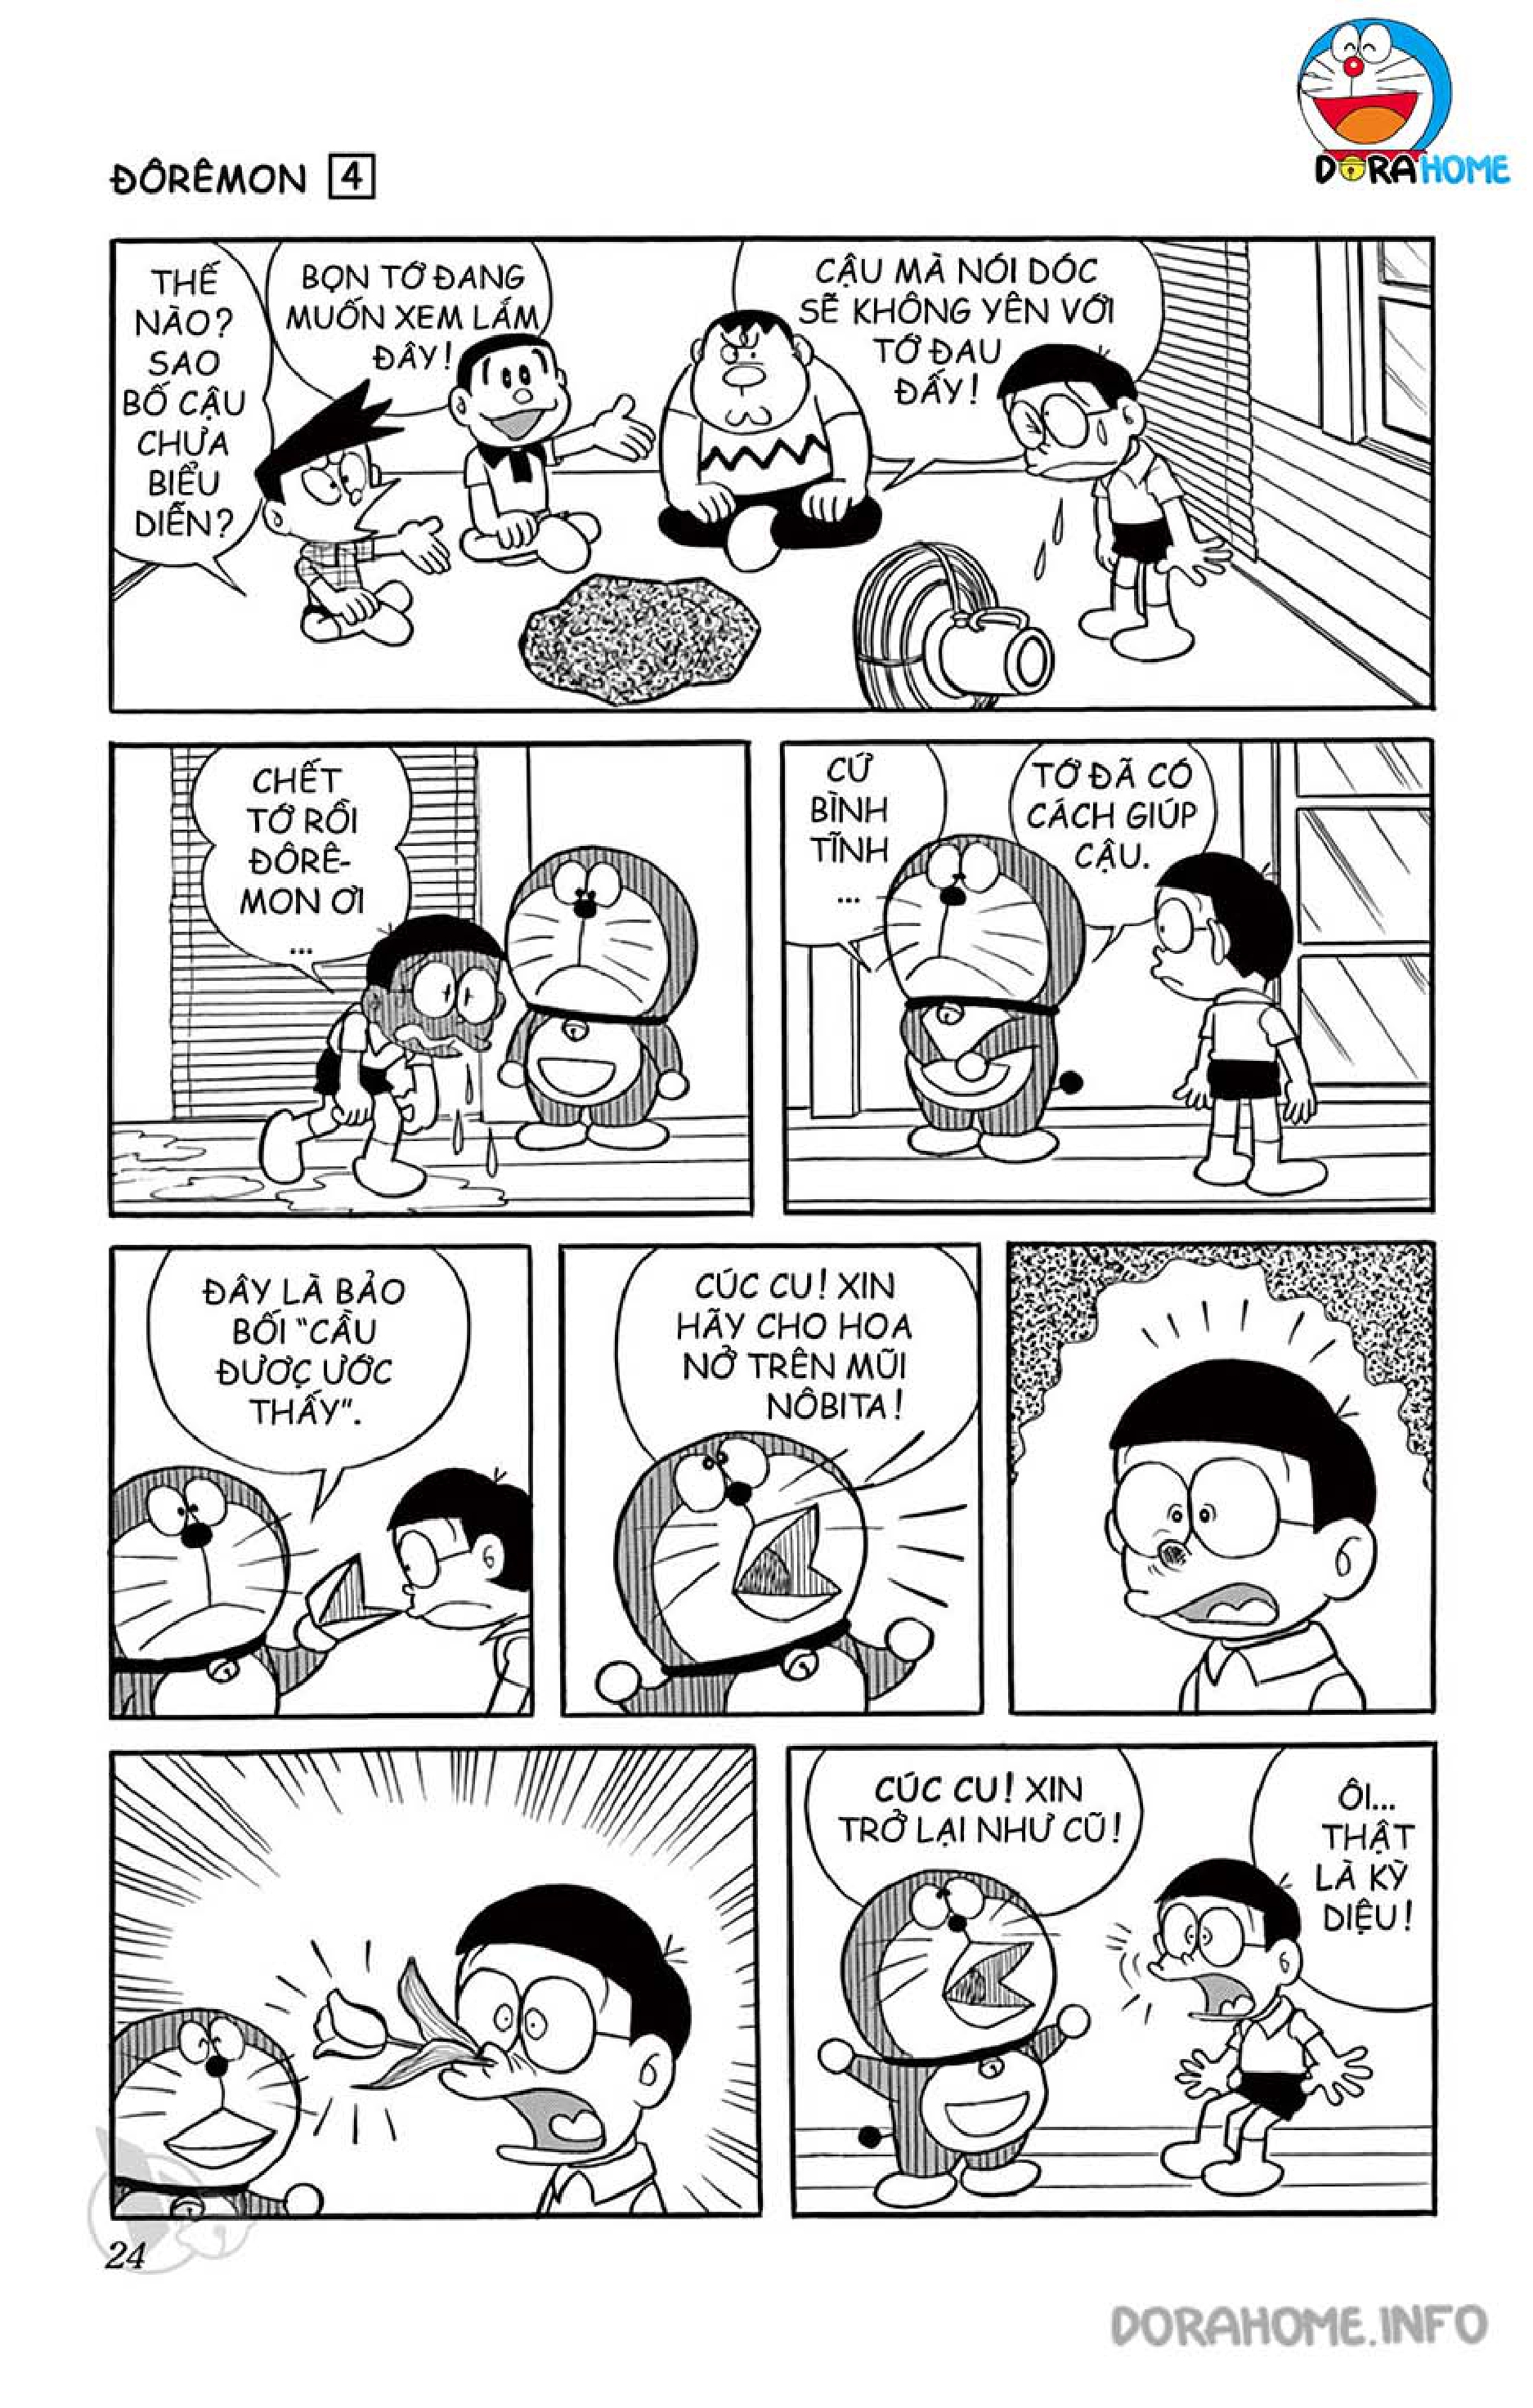 DORAHOME
ĐÔRÊMON 4
THẾ
NÀO?
SAO
BỐ CẬU
CHƯA
BIỂU
DIỄN?
BỌN TỚ ĐANG
MUỐN XEM LẮM
ĐÂY!
CẬU MÀ NÓI DÓC
SẼ KHÔNG YÊN VỚI
TỚ ĐAU
ĐẤY!
CHẾT
TỚ RỒI
ĐÔRÊ-
MON ƠI
...
CỨ
BÌNH
TĨNH
...
TỚ ĐÃ CÓ
CÁCH GIÚP
CẬU.
ĐÂY LÀ BẢO
BỐI "CẦU
ĐƯỢC ƯỚC
THẤY".
CÚC CU! XIN
HÃY CHO HOA
NỞ TRÊN MŨI
NÔBITA!
CÚC CU! XIN
TRỞ LẠI NHƯ CŨ!
ÔI...
THẬT
LÀ KỲ
DIỆU!
24
DORAHOME.INFO